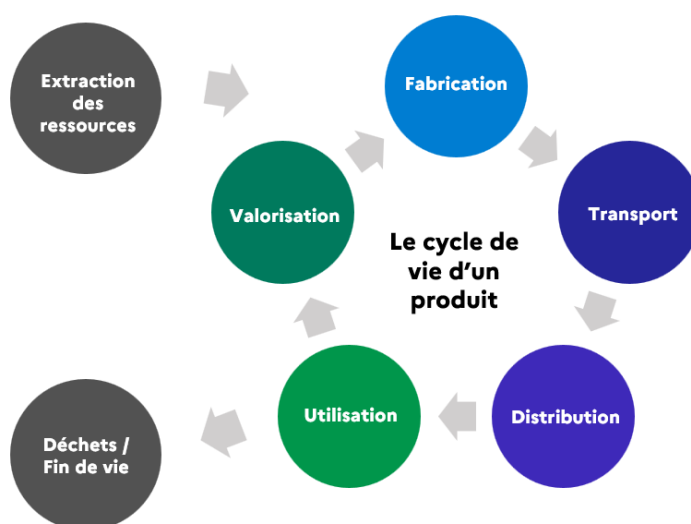 Extraction
des
ressources
Fabrication
Valorisation
Transport
Le cycle de
vie d’un
produit
Utilisation
Distribution
Déchets /
Fin de vie